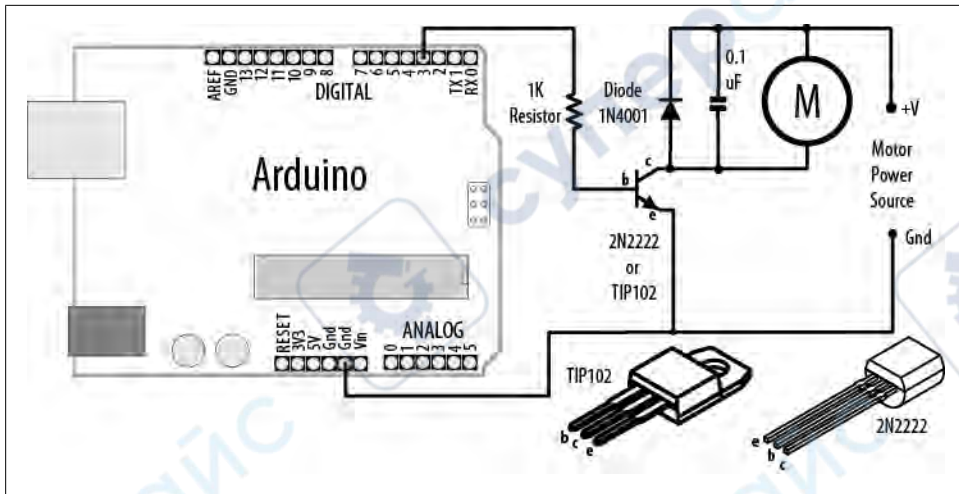 AREF
GND
13
12
11
10
9
8
7
6
5
4
3
2
TX 1
RX 0
DIGITAL
Arduino
RESET
3V3
5V
Gnd
Gnd
Vin
ANALOG
0
1
2
3
4
5
1K
Resistor
Diode
1N4001
0.1
uF
M
+V
Motor
Power
Source
Gnd
c
b
e
2N2222
or
TIP102
TIP102
b
c
e
2N2222
e
b
c
супер
айс